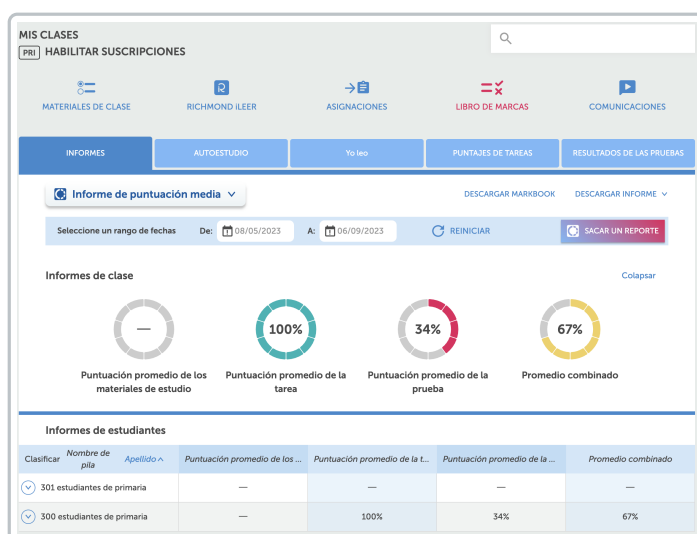 MIS CLASES
PRI HABILITAR SUSCRIPCIONES
MATERIALES DE CLASE
RICHMOND iLEER
ASIGNACIONES
LIBRO DE MARCAS
COMUNICACIONES
INFORMES
AUTOESTUDIO
Yo leo
PUNTAJES DE TAREAS
RESULTADOS DE LAS PRUEBAS
Informe de puntuación media
DESCARGAR MARKBOOK
DESCARGAR INFORME
Seleccione un rango de fechas
De: 08/05/2023
A: 06/09/2023
REINICIAR
SACAR UN REPORTE
Informes de clase
Colapsar
—
100%
34%
67%
Puntuación promedio de los
materiales de estudio
Puntuación promedio de la
tarea
Puntuación promedio de la
prueba
Promedio combinado
Informes de estudiantes
Clasificar
Nombre de
pila
Apellido
Puntuación promedio de los ...
Puntuación promedio de la t...
Puntuación promedio de la ...
Promedio combinado
301 estudiantes de primaria — — — —
300 estudiantes de primaria — 100% 34% 67%